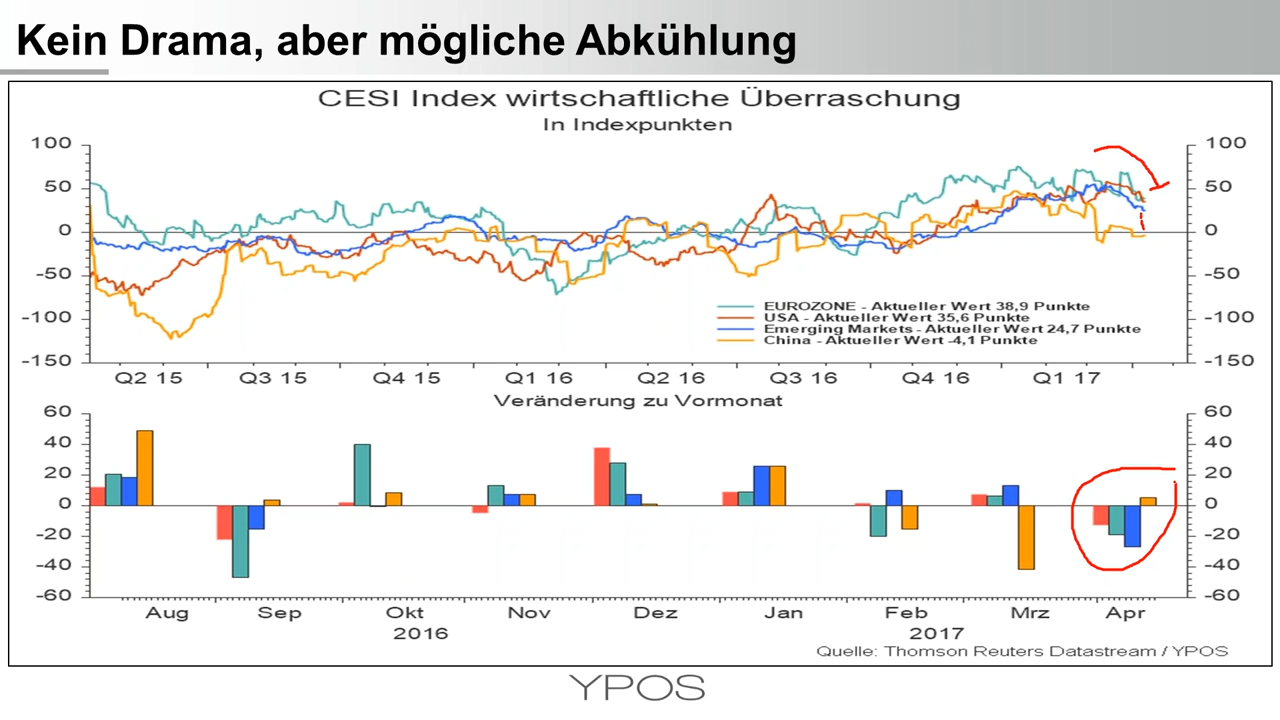 Kein Drama, aber mögliche Abkühlung
CESI Index wirtschaftliche Überraschung
In Indexpunkten
100 100
50 50
0 0
-50 -50
-100 -100
-150 -150
EUROZONE - Aktueller Wert 38,9 Punkte
USA - Aktueller Wert 35,6 Punkte
Emerging Markets - Aktueller Wert 24,7 Punkte
China - Aktueller Wert -4,1 Punkte
Q2 15 Q3 15 Q4 15 Q1 16 Q2 16 Q3 16 Q4 16 Q1 17
Veränderung zu Vormonat
60 60
40 40
20 20
0 0
-20 -20
-40 -40
-60 -60
Aug Sep Okt Nov Dez Jan Feb Mrz Apr
2016 2017
Quelle: Thomson Reuters Datastream / YPOS
YPOS